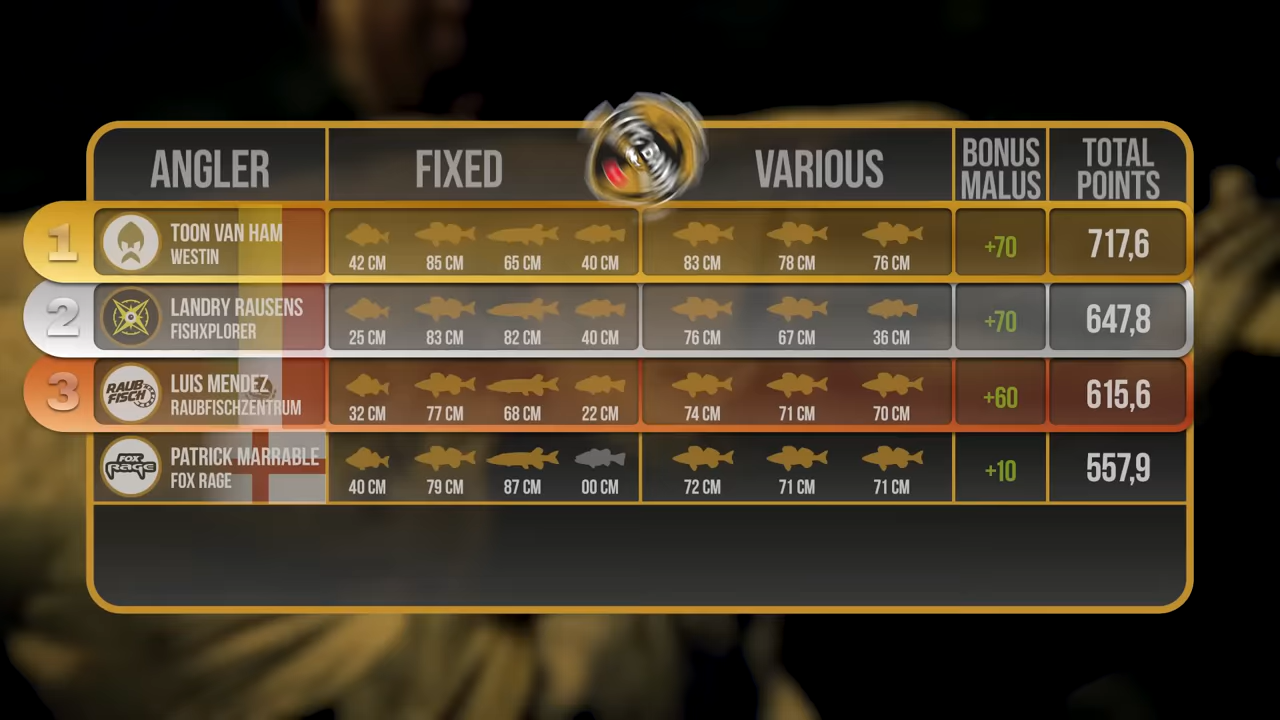 ANGLER FIXED VARIOUS BONUS MALUS TOTAL POINTS
1 TOON VAN HAM
WESTIN
42 CM 85 CM 65 CM 40 CM 83 CM 78 CM 76 CM +70 717,6
2 LANDRY RAUSENS
FISHXPLORER
25 CM 83 CM 82 CM 40 CM 76 CM 67 CM 36 CM +70 647,8
3 RAUB FISCH LUIS MENDEZ
RAUBFISCHZENTRUM
32 CM 77 CM 68 CM 22 CM 74 CM 71 CM 70 CM +60 615,6
FOX RAGE PATRICK MARRABLE
FOX RAGE
40 CM 79 CM 87 CM 00 CM 72 CM 71 CM 71 CM +10 557,9